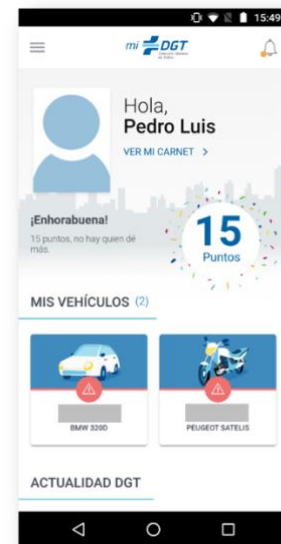 15:49
mi DGT
Hola,
Pedro Luis
VER MI CARNET >
¡Enhorabuena!
15 puntos, no hay quien dé
más.
15
Puntos
MIS VEHÍCULOS (2)
BMW 320D
PEUGEOT SATELIS
ACTUALIDAD DGT